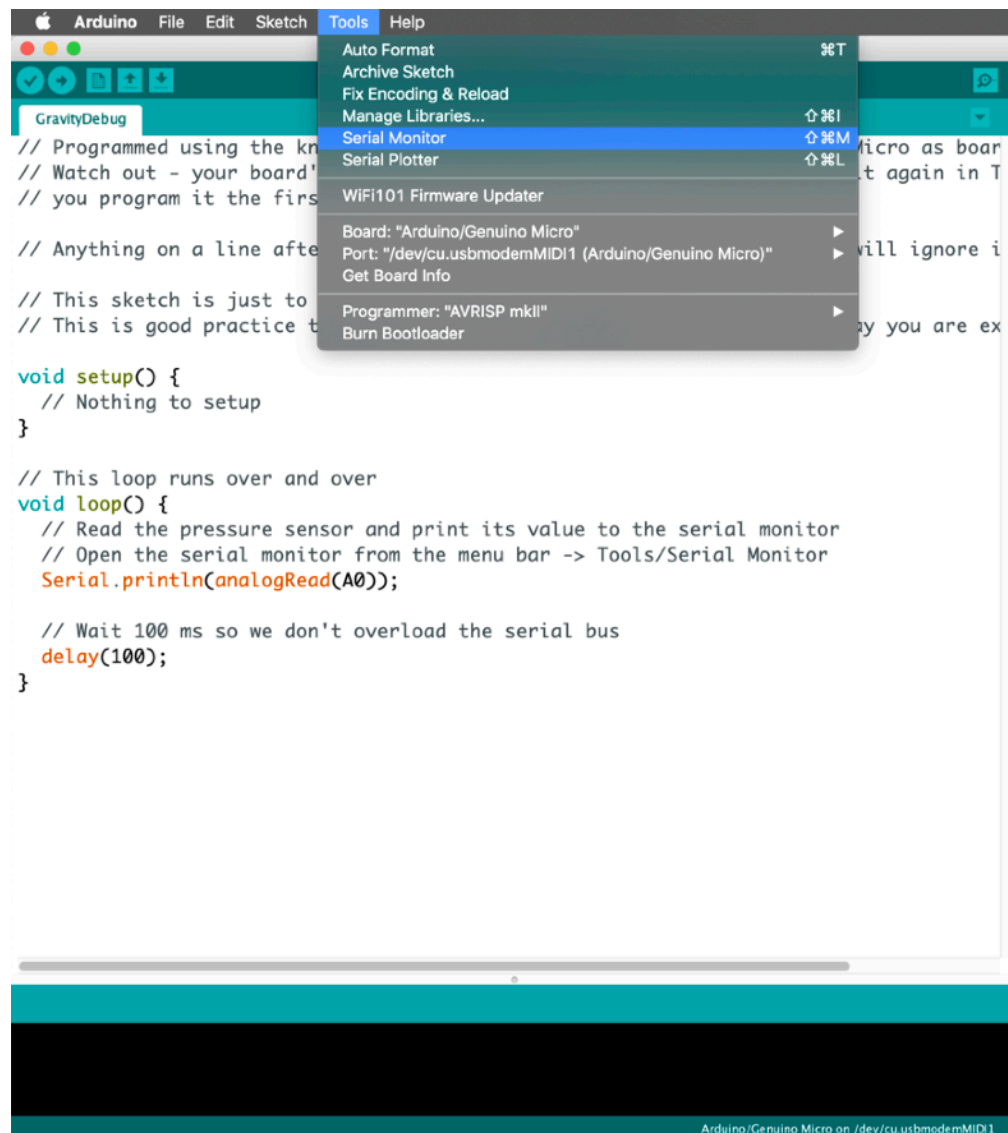 Arduino File Edit Sketch Tools Help
Auto Format ⌘T
Archive Sketch
Fix Encoding & Reload
Manage Libraries... ⇧⌘I
Serial Monitor ⇧⌘M
Serial Plotter ⇧⌘L
WiFi101 Firmware Updater
Board: "Arduino/Genuino Micro"
Port: "/dev/cu.usbmodemMIDI1 (Arduino/Genuino Micro)"
Get Board Info
Programmer: "AVRISP mkII"
Burn Bootloader
GravityDebug
// Programmed using the kn Micro as boar
// Watch out - your board' t again in T
// you program it the firs
// Anything on a line afte will ignore i
// This sketch is just to
// This is good practice t ay you are ex
void setup() {
// Nothing to setup
}
// This loop runs over and over
void loop() {
// Read the pressure sensor and print its value to the serial monitor
// Open the serial monitor from the menu bar -> Tools/Serial Monitor
Serial.println(analogRead(A0));
// Wait 100 ms so we don't overload the serial bus
delay(100);
}
Arduino/Genuino Micro on /dev/cu.usbmodemMIDI1